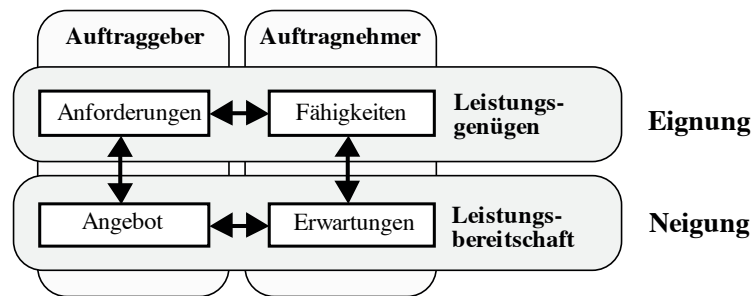 Auftraggeber
Auftragnehmer
Anforderungen
Fähigkeiten
Leistungs-
genügen
Eignung
Angebot
Erwartungen
Leistungs-
bereitschaft
Neigung